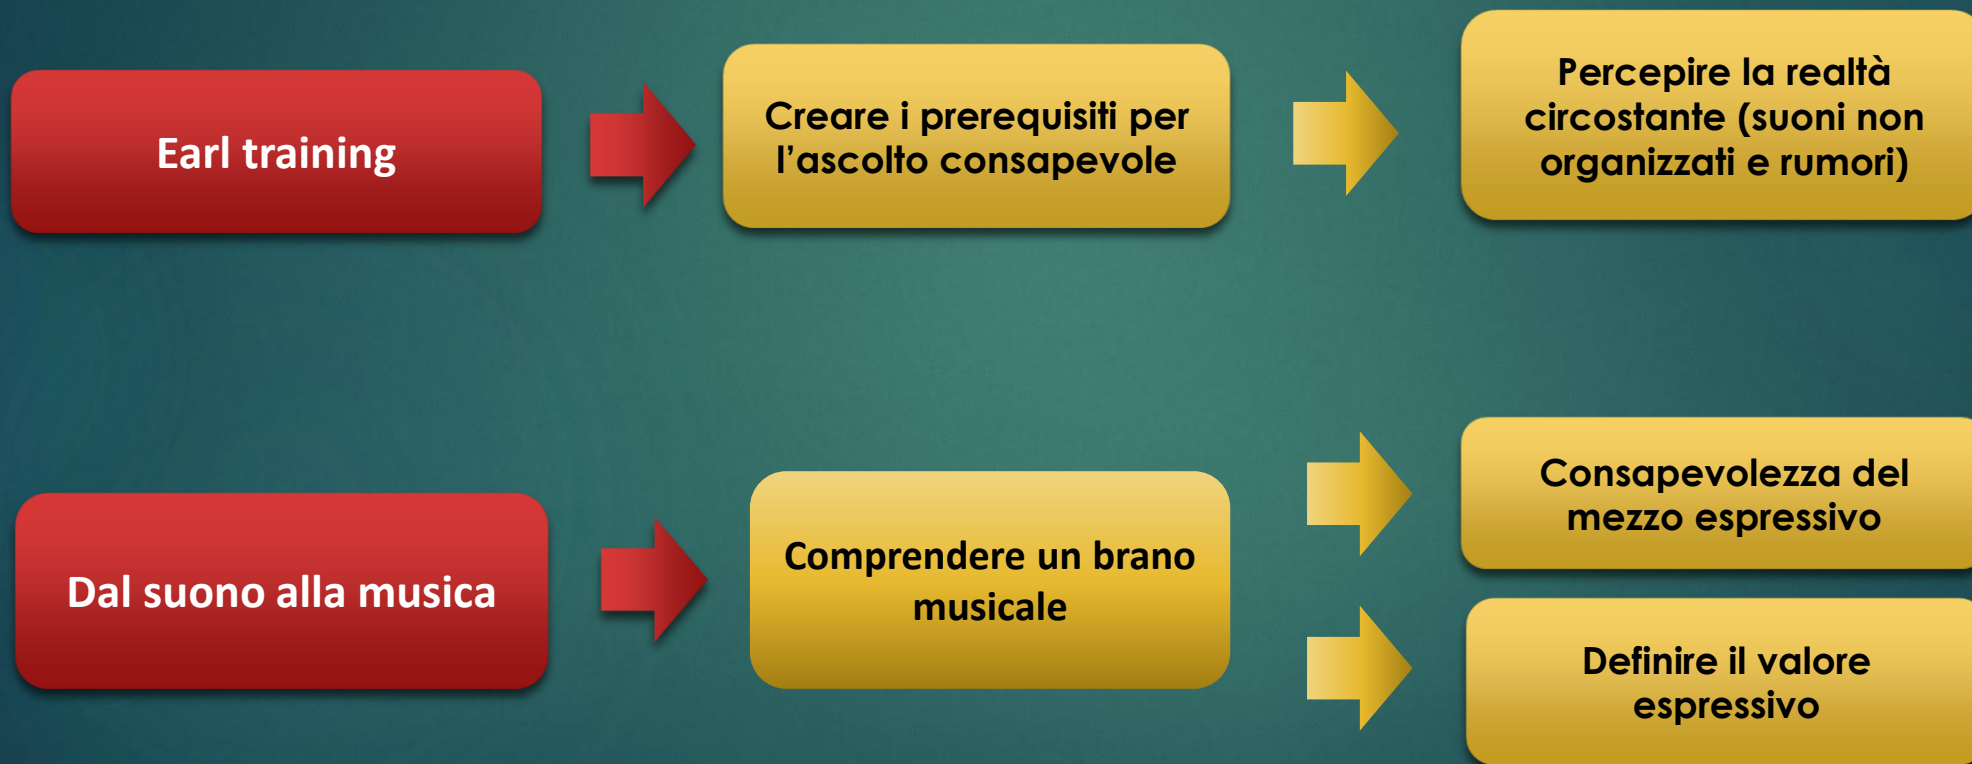 Earl training
Creare i prerequisiti per
l’ascolto consapevole
Percepire la realtà
circostante (suoni non
organizzati e rumori)
Dal suono alla musica
Comprendere un brano
musicale
Consapevolezza del
mezzo espressivo
Definire il valore
espressivo